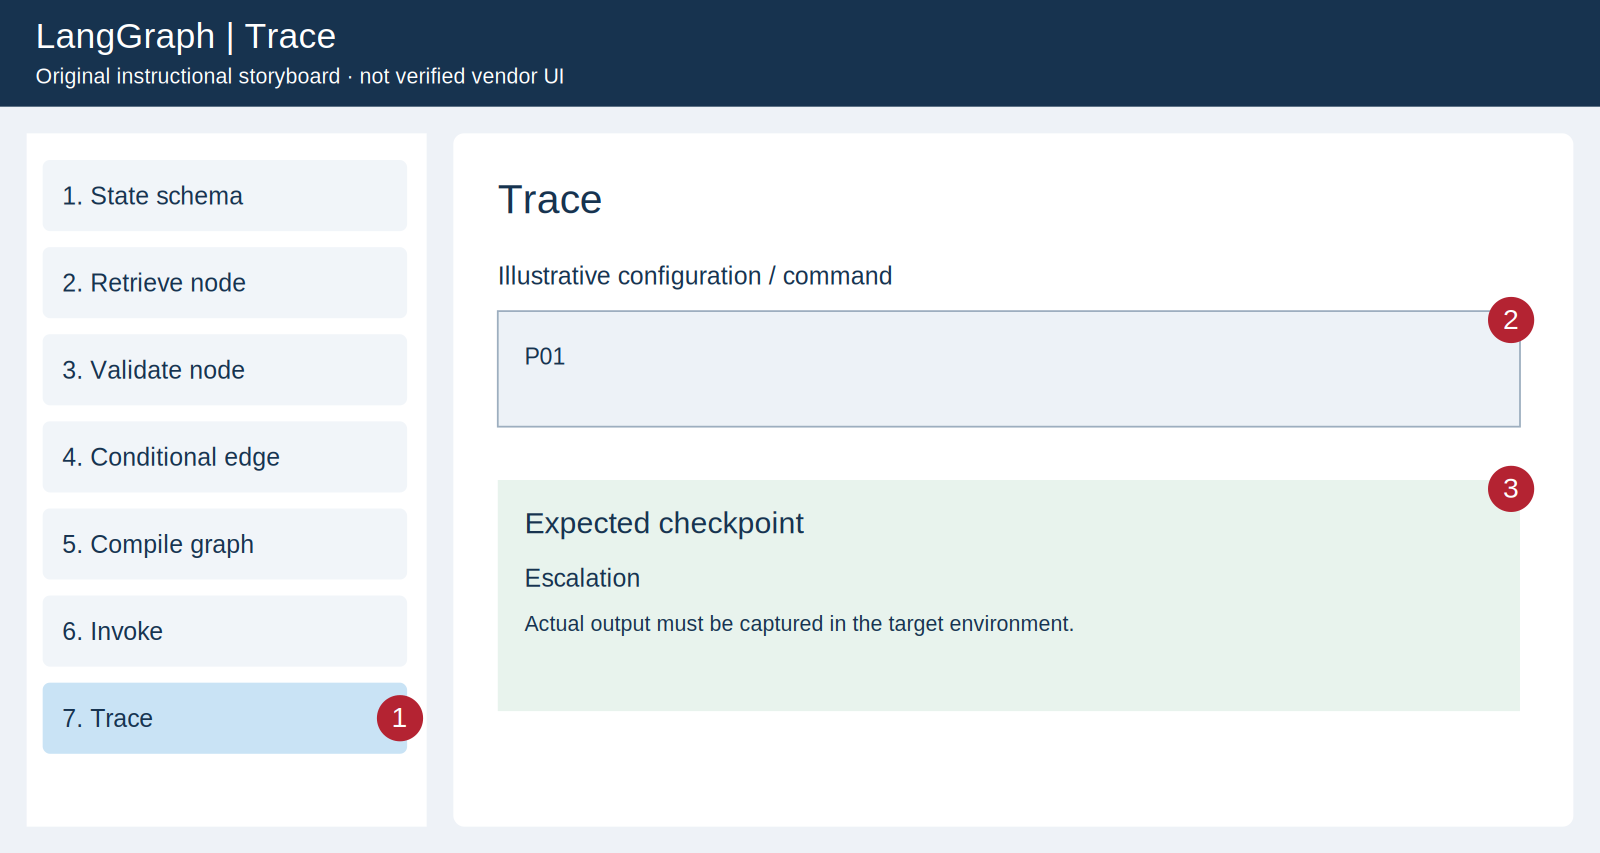 LangGraph | Trace
Original instructional storyboard · not verified vendor UI
1. State schema
2. Retrieve node
3. Validate node
4. Conditional edge
5. Compile graph
6. Invoke
7. Trace
1
Trace
Illustrative configuration / command
2
P01
3
Expected checkpoint
Escalation
Actual output must be captured in the target environment.